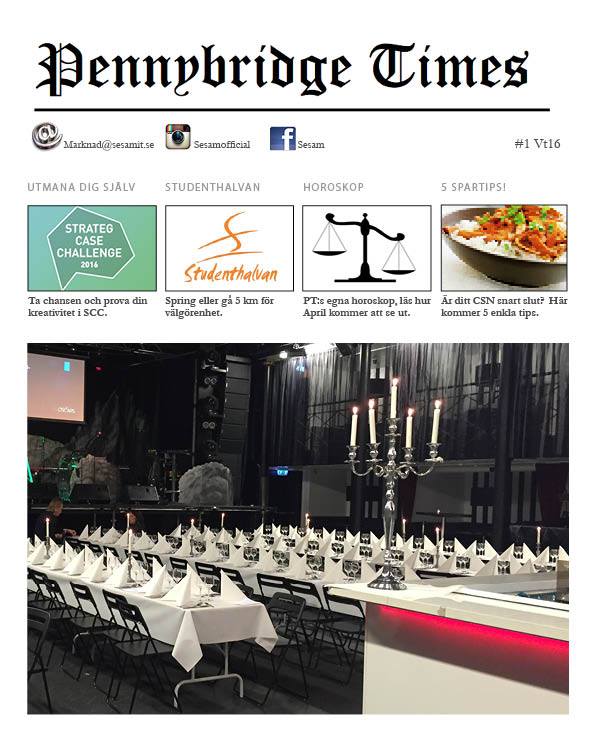 Pennybridge Times
Marknad@sesamit.se
Sesamofficial
Sesam
#1 Vt16
UTMANA DIG SJÄLV
STUDENTHALVAN
HOROSKOP
5 SPARTIPS!
STRATEG
CASE
CHALLENGE
2016
Studenthalvan
Ta chansen och prova din
kreativitet i SCC.
Spring eller gå 5 km för
välgörenhet.
PT:s egna horoskop, läs hur
April kommer att se ut.
Är ditt CSN snart slut? Här
kommer 5 enkla tips.